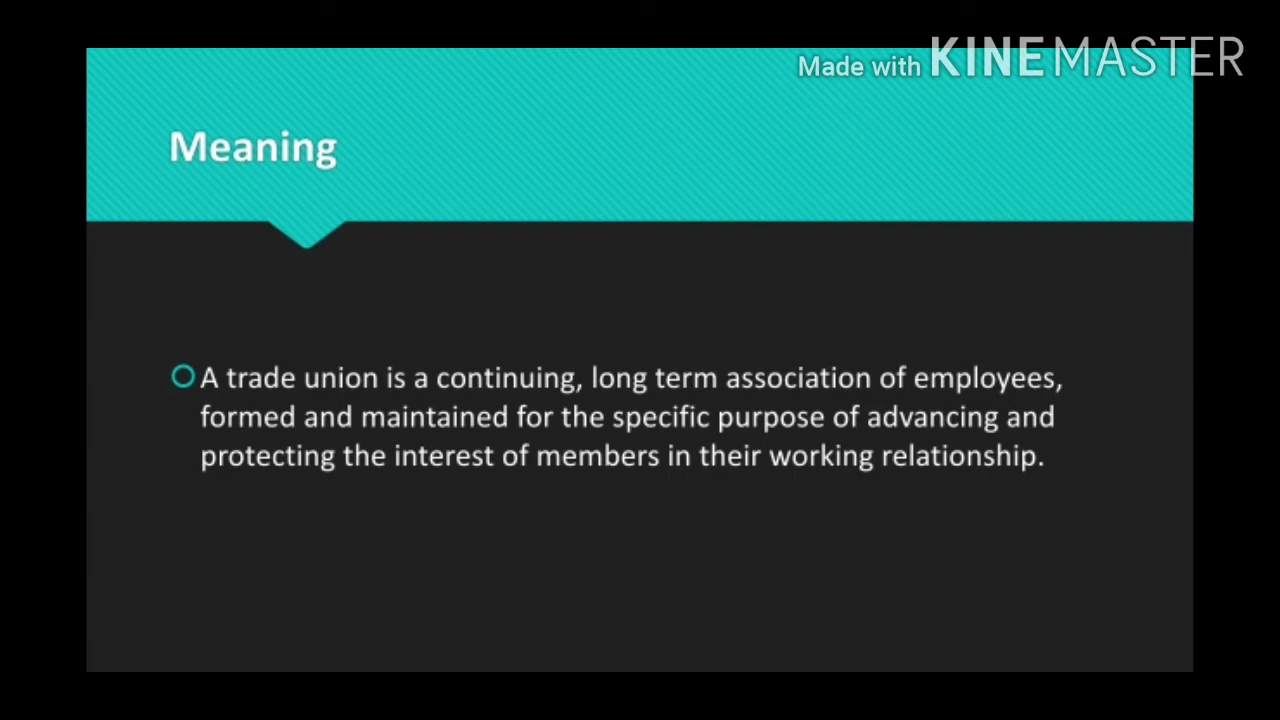 Made with KINEMASTER
Meaning
A trade union is a continuing, long term association of employees,
formed and maintained for the specific purpose of advancing and
protecting the interest of members in their working relationship.